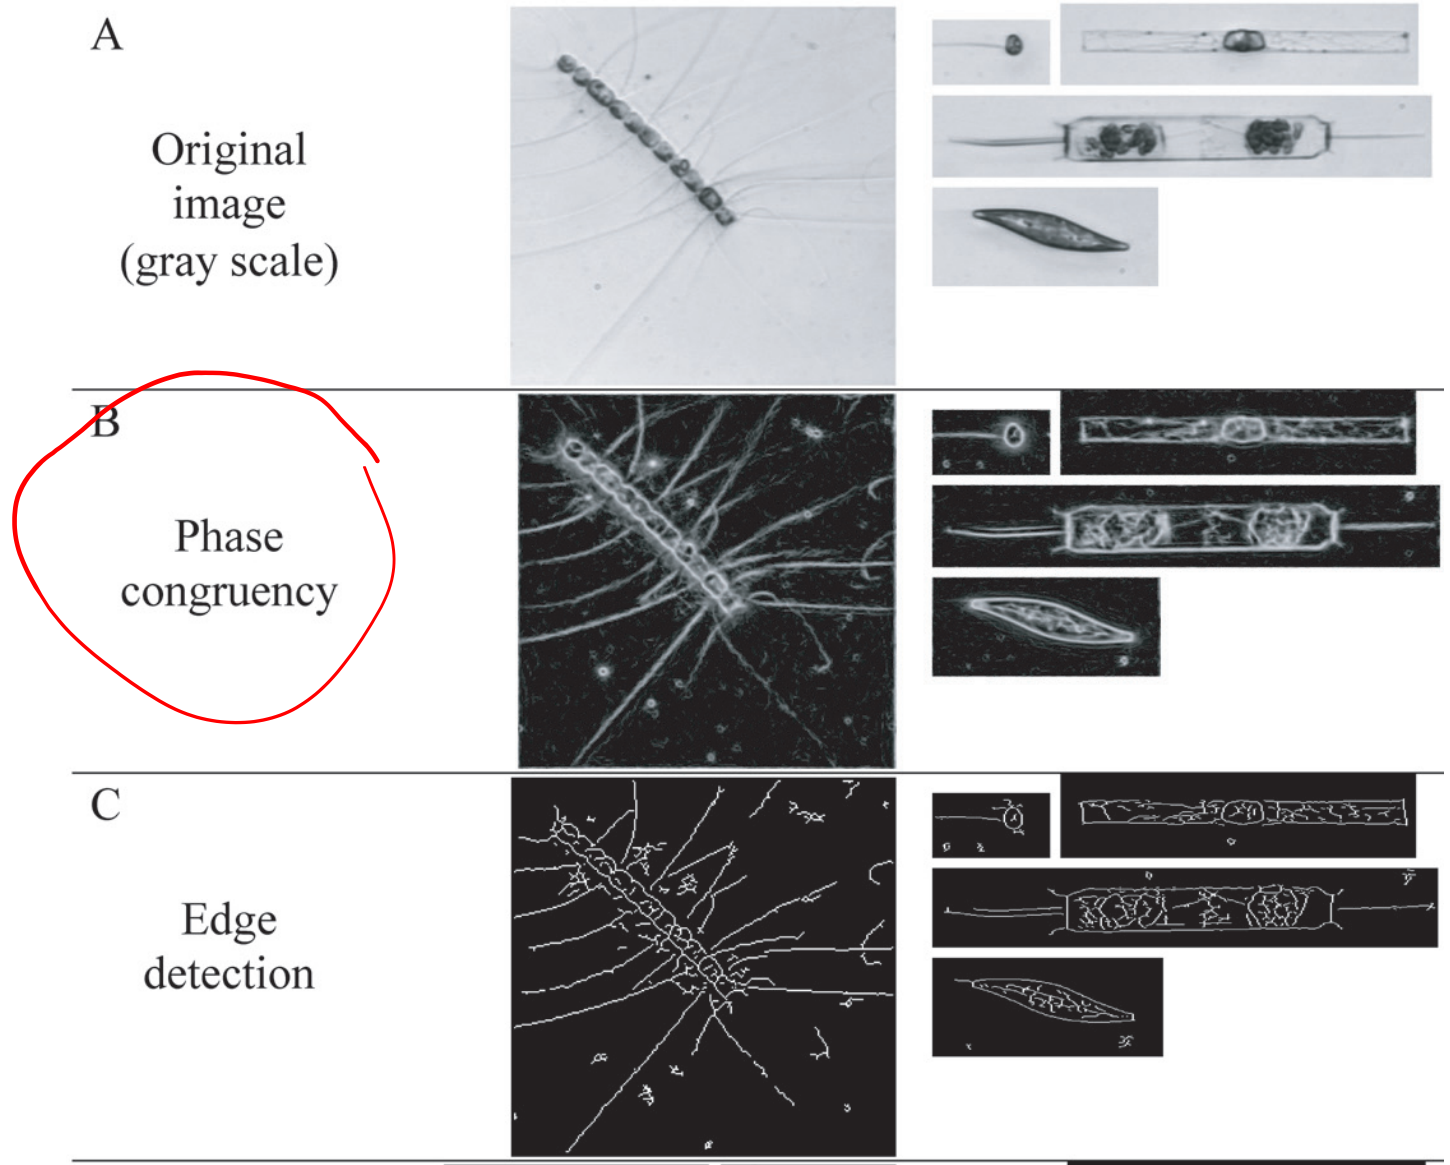 A
Original
image
(gray scale)
B
Phase
congruency
C
Edge
detection